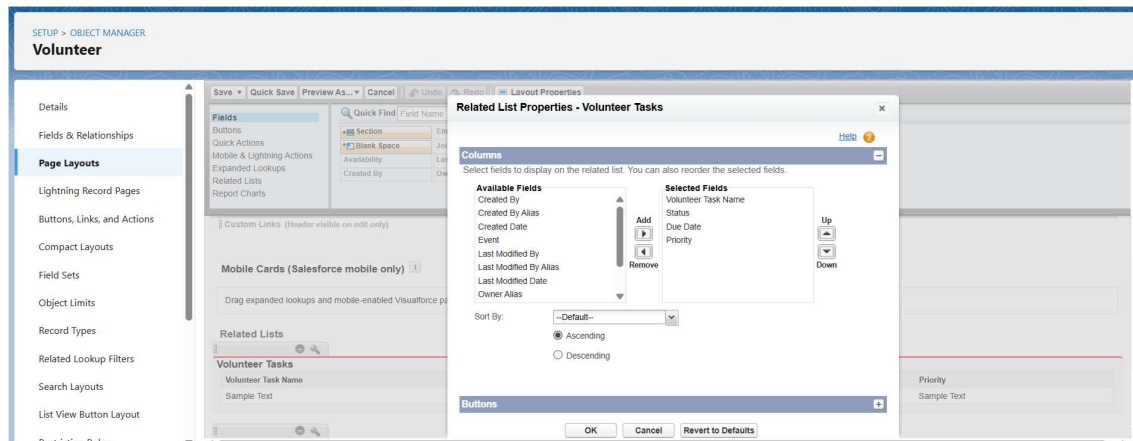 SETUP > OBJECT MANAGER
Volunteer
Details
Fields & Relationships
Page Layouts
Lightning Record Pages
Buttons, Links, and Actions
Compact Layouts
Field Sets
Object Limits
Record Types
Related Lookup Filters
Search Layouts
List View Button Layout
Save Quick Save Preview As... Cancel Undo Redo Layout Properties
Fields
Buttons
Quick Actions
Mobile & Lightning Actions
Expanded Lookups
Related Lists
Report Charts
Quick Find Field Name
Section
Blank Space
Availability
Created By
Custom Links (Header visible on edit only)
Mobile Cards (Salesforce mobile only)
Drag expanded lookups and mobile-enabled Visualforce pa
Related Lists
Volunteer Tasks
Volunteer Task Name Priority
Sample Text Sample Text
Related List Properties - Volunteer Tasks
Help
Columns
Select fields to display on the related list. You can also reorder the selected fields.
Available Fields
Created By
Created By Alias
Created Date
Event
Last Modified By
Last Modified By Alias
Last Modified Date
Owner Alias
Add
Remove
Selected Fields
Volunteer Task Name
Status
Due Date
Priority
Up
Down
Sort By: --Default--
Ascending
Descending
Buttons
OK Cancel Revert to Defaults